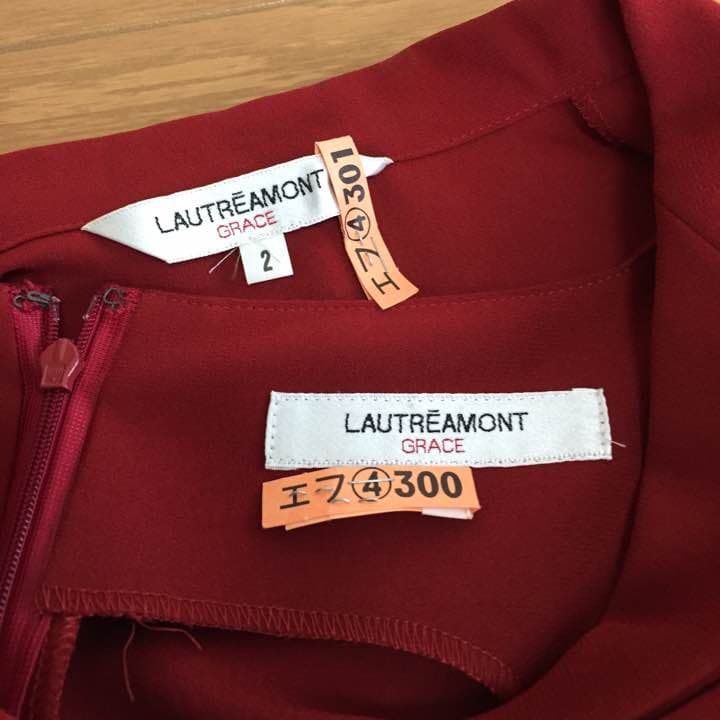 LAUTRĒAMONT
GRACE
2
エフ④301
LAUTRĒAMONT
GRACE
エフ④300